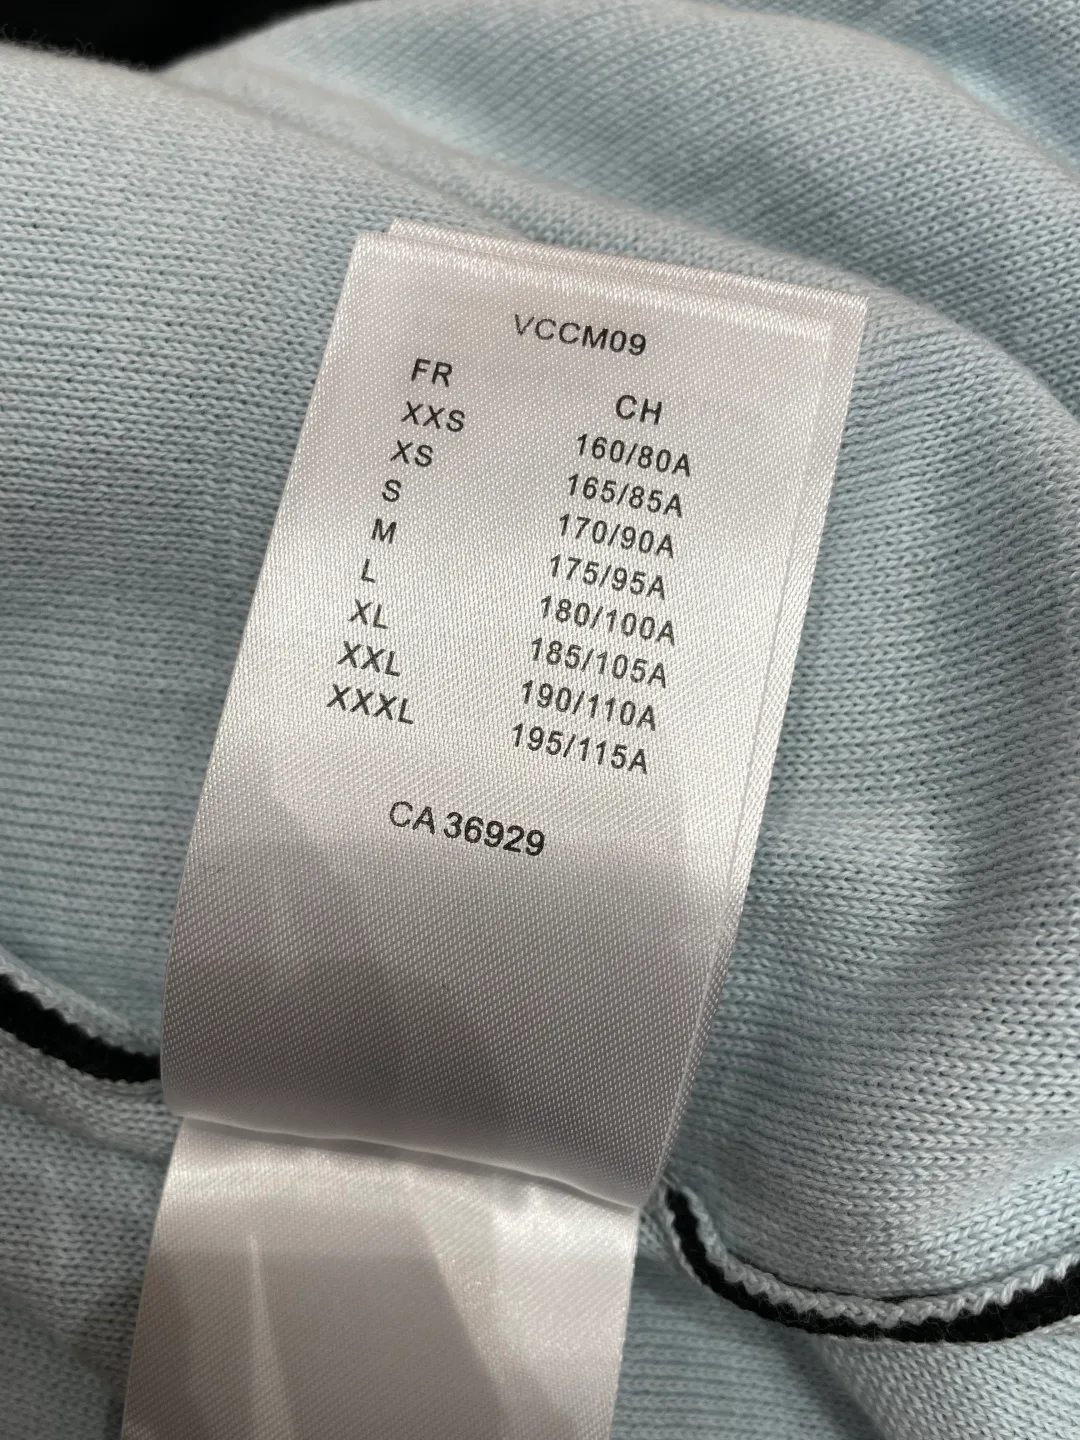 VCCM09
FR CH
XXS 160/80A
XS 165/85A
S 170/90A
M 175/95A
L 180/100A
XL 185/105A
XXL 190/110A
XXXL 195/115A
CA 36929